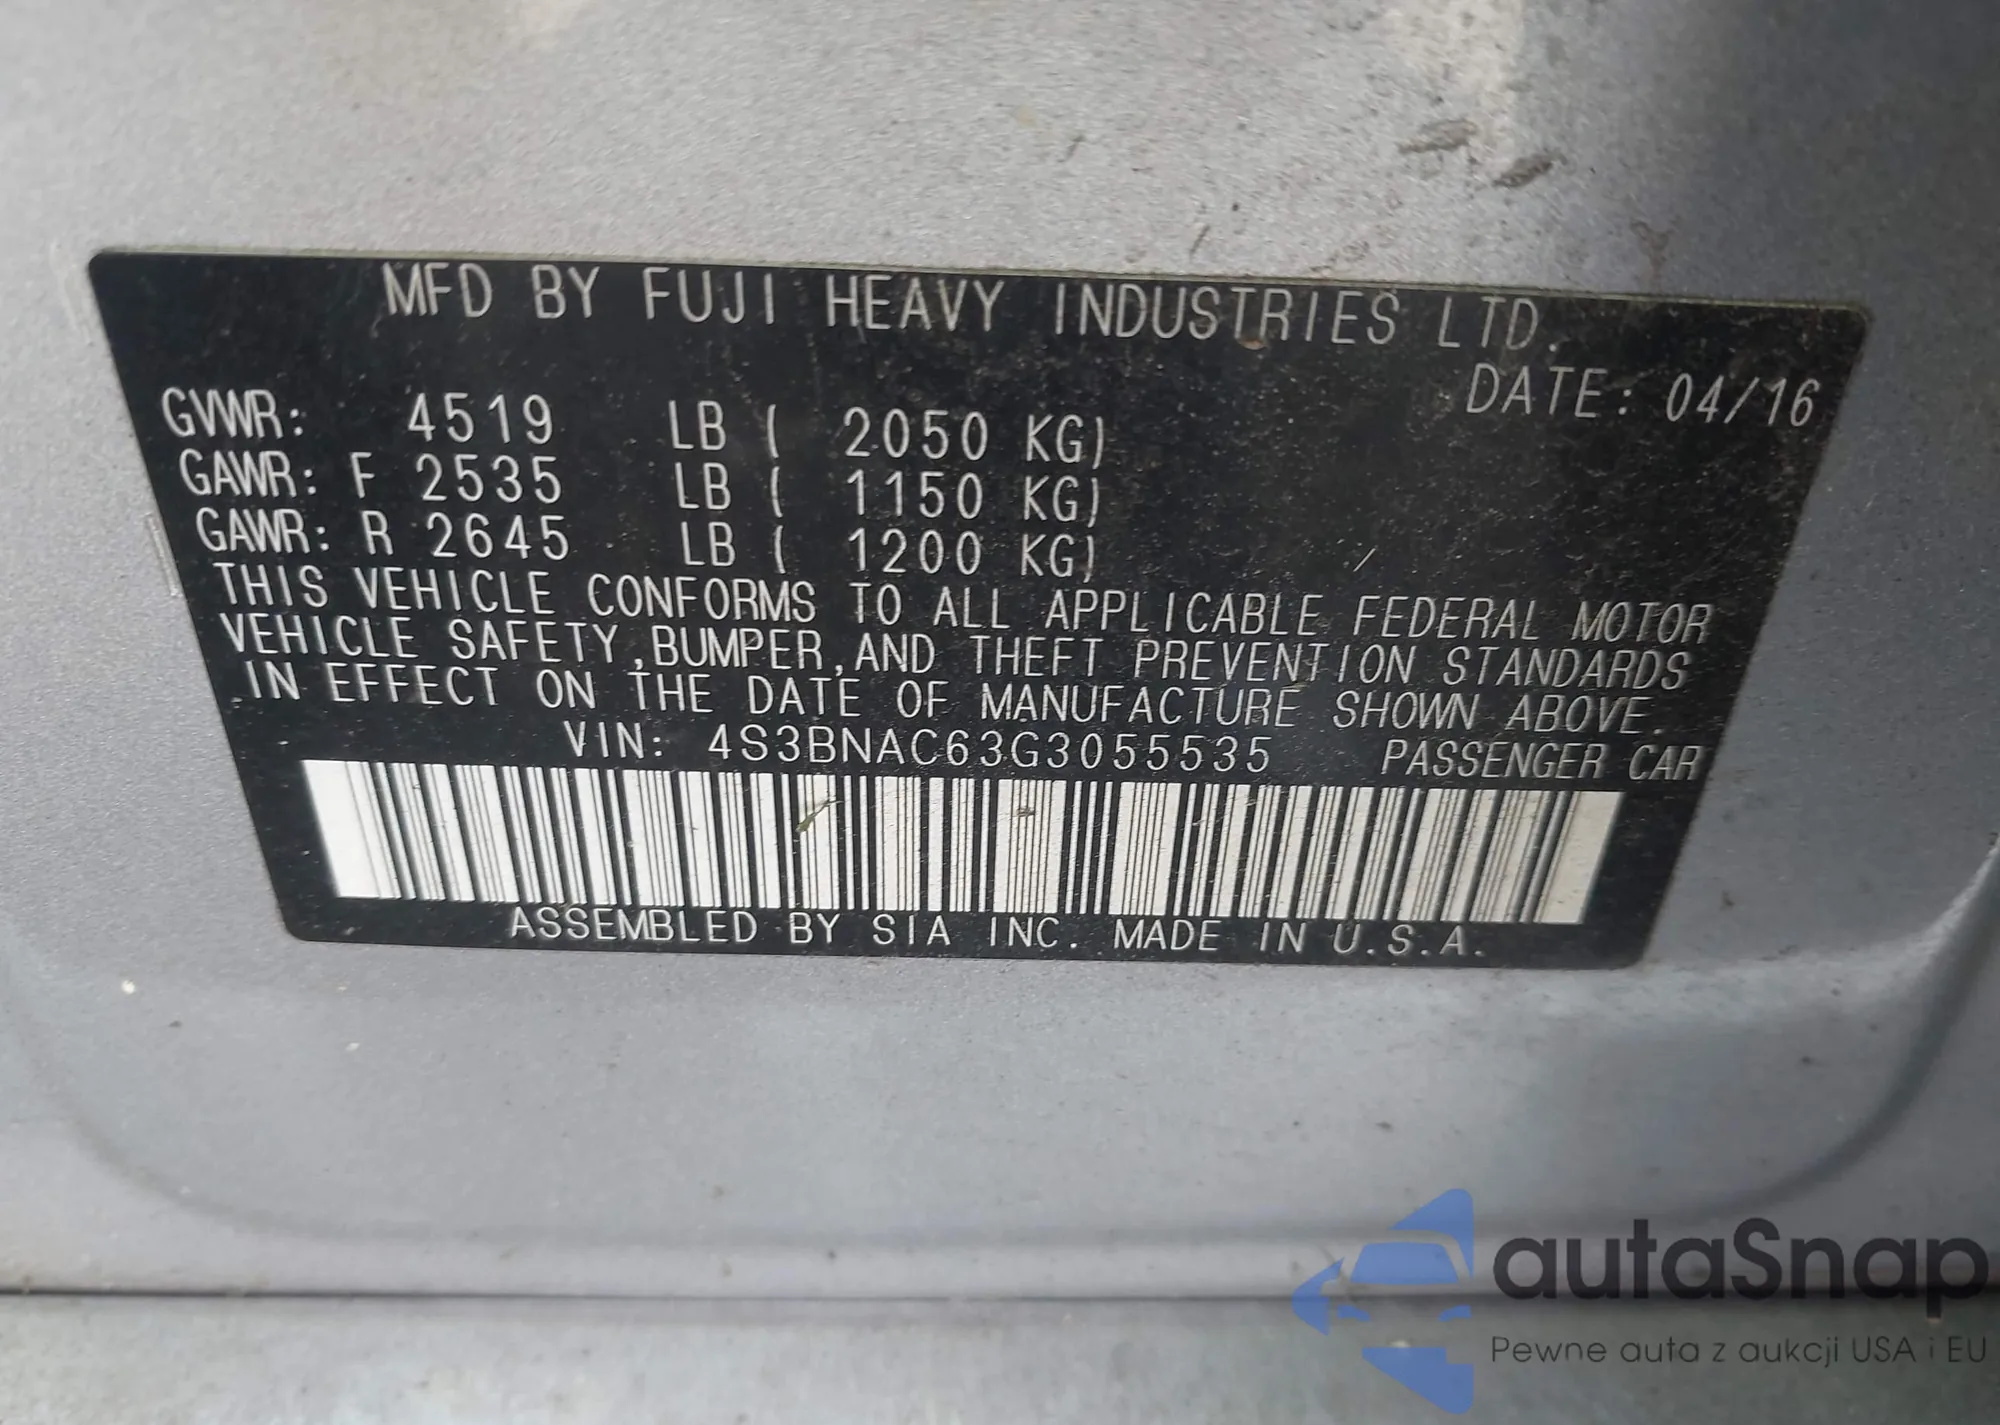 MFD BY FUJI HEAVY INDUSTRIES LTD.
DATE: 04/16
GVWR: 4519 LB ( 2050 KG)
GAWR: F 2535 LB ( 1150 KG)
GAWR: R 2645 LB ( 1200 KG)
THIS VEHICLE CONFORMS TO ALL APPLICABLE FEDERAL MOTOR
VEHICLE SAFETY,BUMPER,AND THEFT PREVENTION STANDARDS
IN EFFECT ON THE DATE OF MANUFACTURE SHOWN ABOVE.
VIN: 4S3BNAC63G3055535 PASSENGER CAR
ASSEMBLED BY SIA INC. MADE IN U.S.A.
autaSnap
Pewne auta z aukcji USA i EU